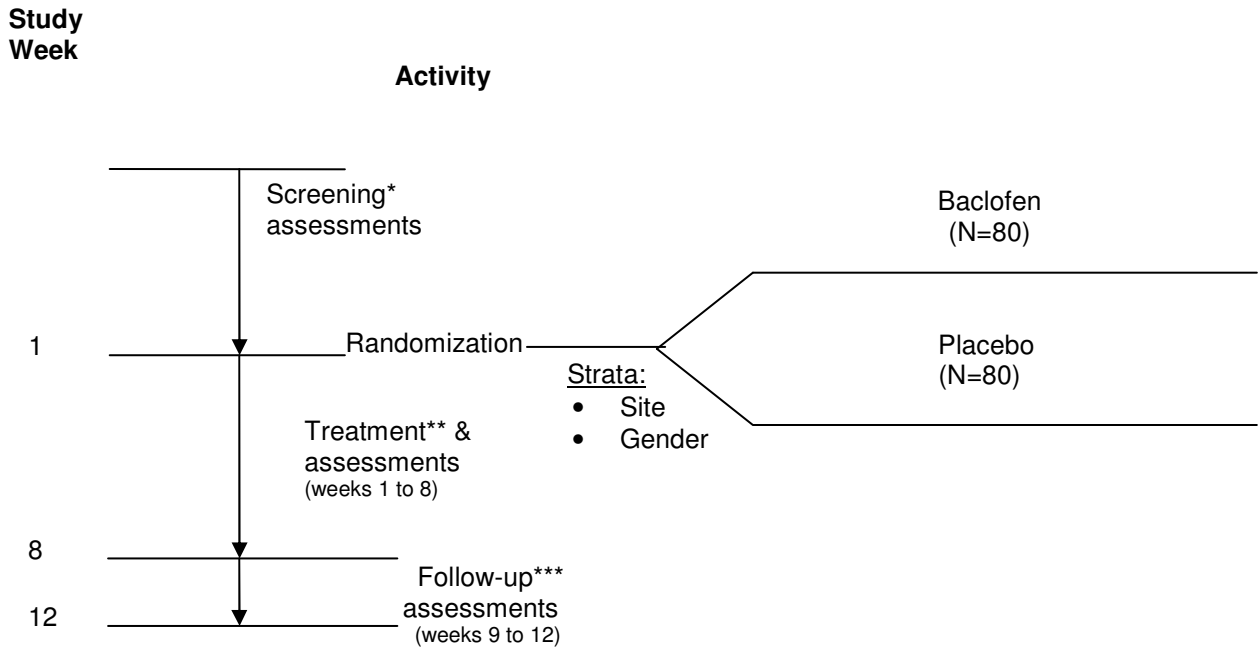 Study
Week
Activity
Screening*
assessments
Baclofen
(N=80)
1
Randomization
Placebo
(N=80)
Strata:
• Site
• Gender
Treatment** &
assessments
(weeks 1 to 8)
8
Follow-up***
assessments
(weeks 9 to 12)
12